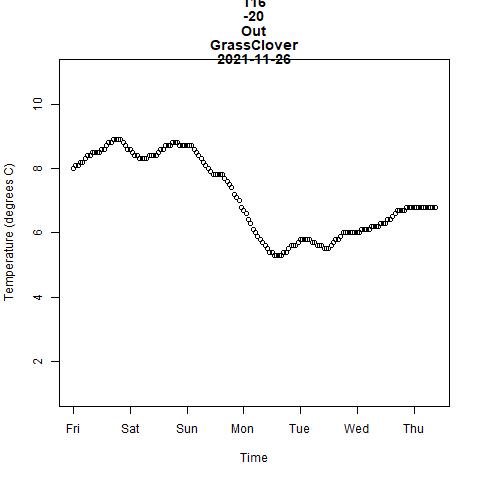 116
-20
Out
GrassClover
2021-11-26
Temperature (degrees C)
10
8
6
4
2
Fri Sat Sun Mon Tue Wed Thu
Time